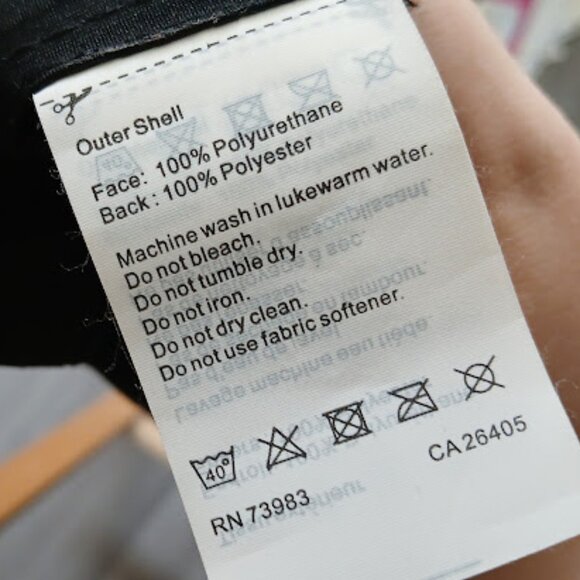 Outer Shell
Face: 100% Polyurethane
Back: 100% Polyester
Machine wash in lukewarm water.
Do not bleach.
Do not tumble dry.
Do not iron.
Do not dry clean.
Do not use fabric softener.
40°
CA 26405
RN 73983